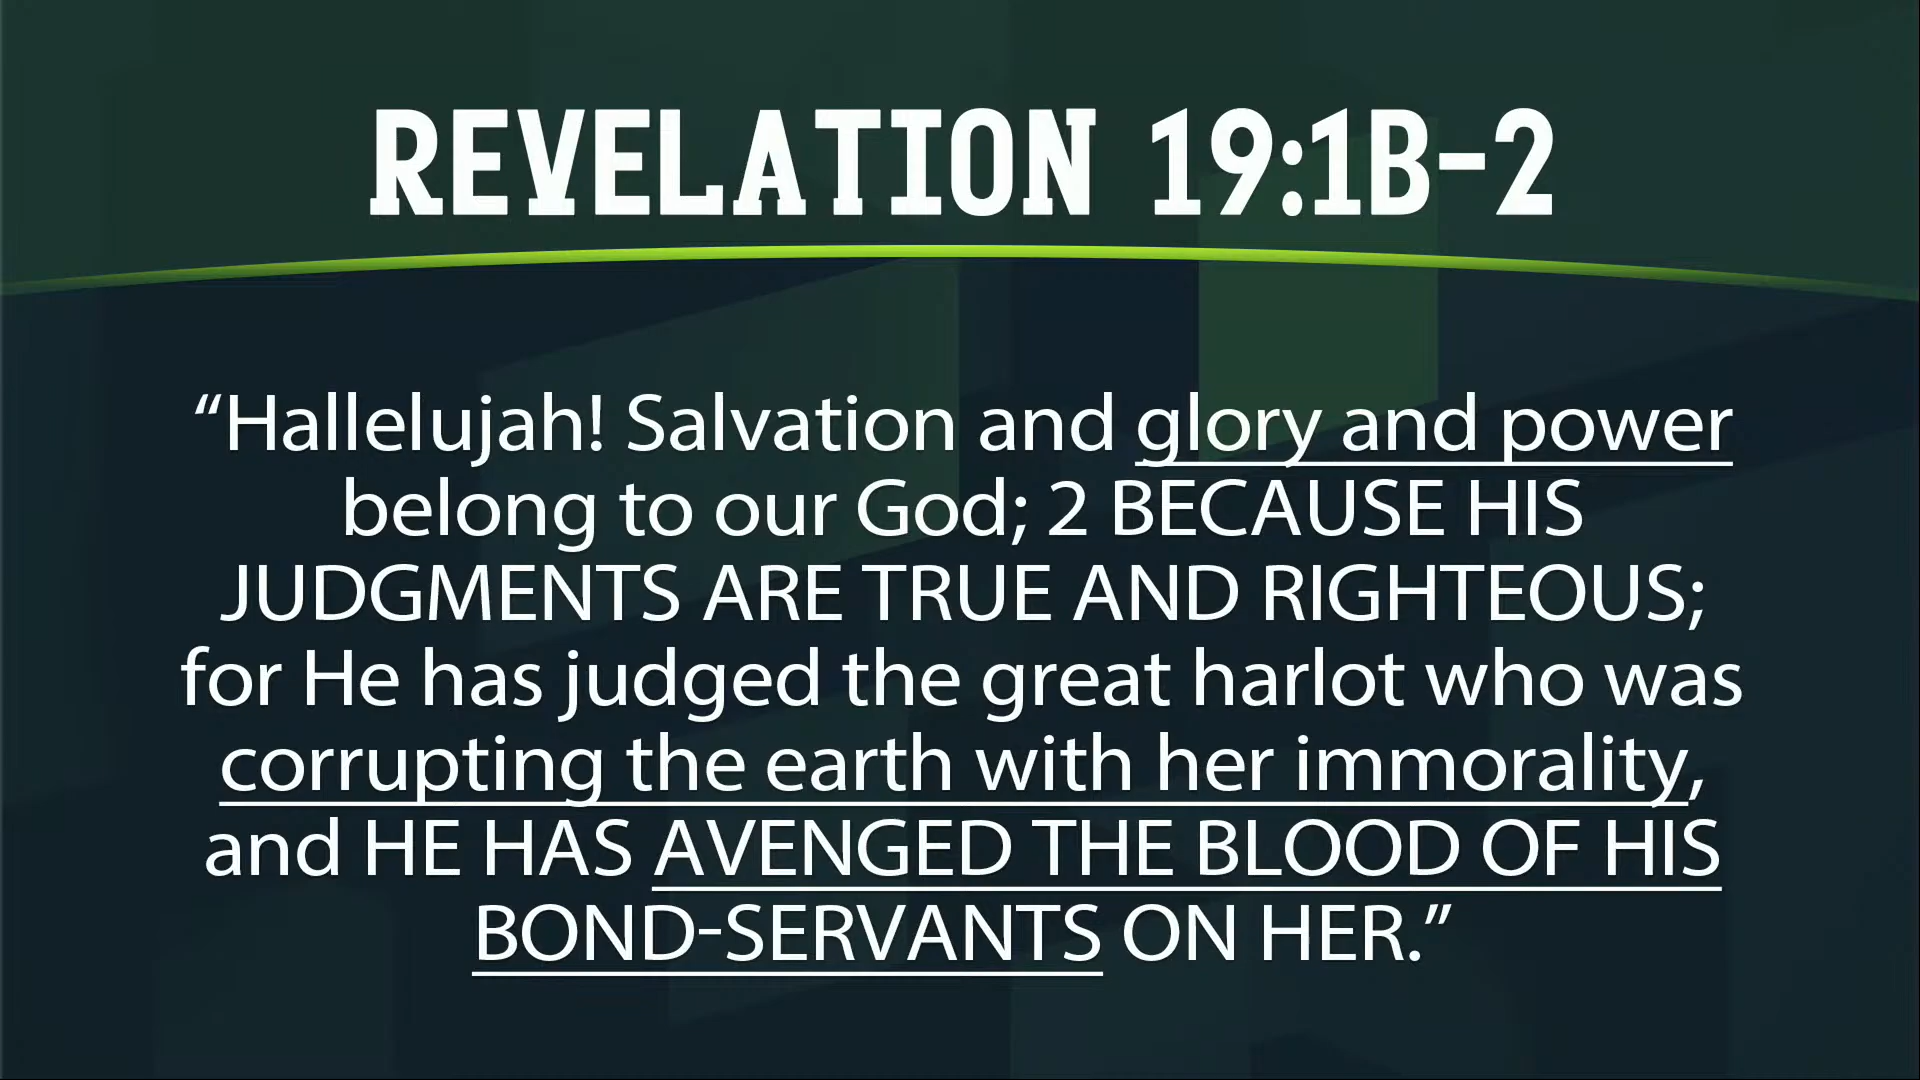 REVELATION 19:1B-2
“Hallelujah! Salvation and glory and power
belong to our God; 2 BECAUSE HIS
JUDGMENTS ARE TRUE AND RIGHTEOUS;
for He has judged the great harlot who was
corrupting the earth with her immorality,
and HE HAS AVENGED THE BLOOD OF HIS
BOND-SERVANTS ON HER.”